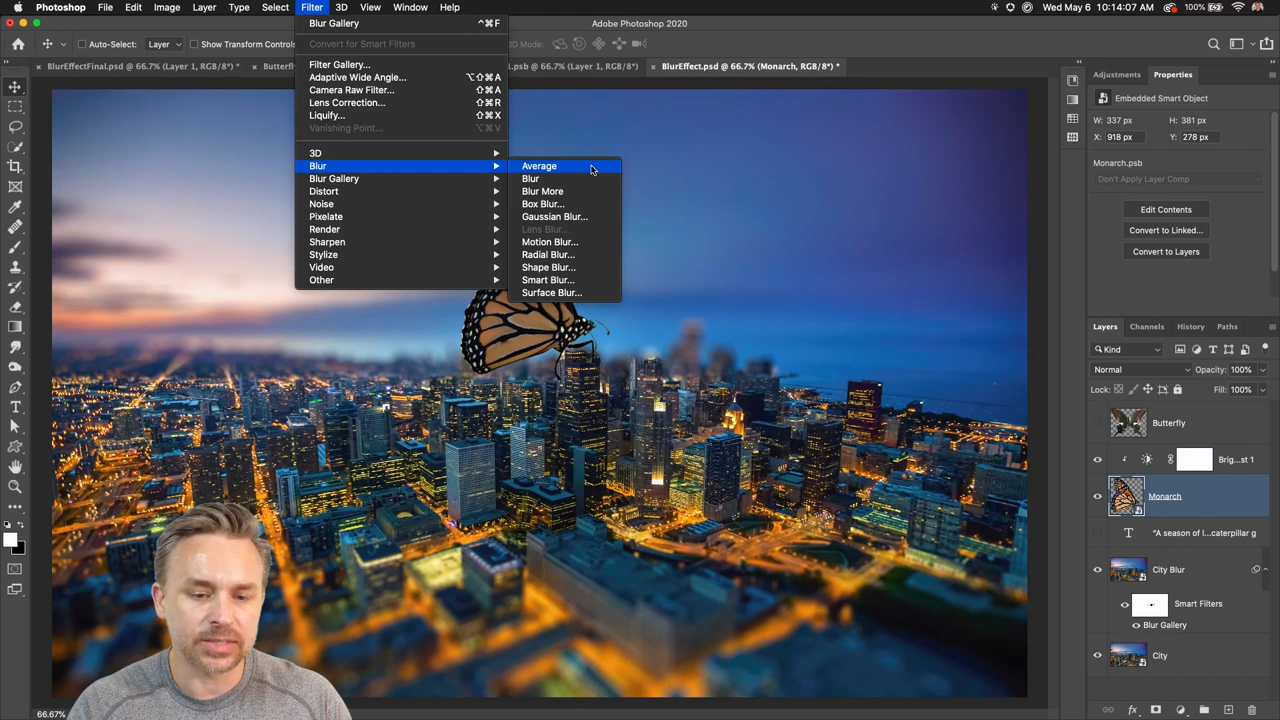 Photoshop File Edit Image Layer Type Select Filter 3D View Window Help 100% Wed May 6 10:14:07 AM
Adobe Photoshop 2020
Auto-Select: Layer Show Transform Controls 3D Mode:
BlurEffectFinal.psd @ 66.7% (Layer 1, RGB/8*) *
1.psb @ 66.7% (Layer 1, RGB/8*)
BlurEffect.psd @ 66.7% (Monarch, RGB/8*) *
Blur Gallery ^⌘F
Convert for Smart Filters
Filter Gallery...
Adaptive Wide Angle... ⌥⇧⌘A
Camera Raw Filter... ⇧⌘A
Lens Correction... ⇧⌘R
Liquify... ⇧⌘X
Vanishing Point... ⌥⌘V
3D
Blur
Blur Gallery
Distort
Noise
Pixelate
Render
Sharpen
Stylize
Video
Other
Average
Blur
Blur More
Box Blur...
Gaussian Blur...
Lens Blur...
Motion Blur...
Radial Blur...
Shape Blur...
Smart Blur...
Surface Blur...
Adjustments Properties
Embedded Smart Object
W: 337 px H: 381 px
X: 918 px Y: 278 px
Monarch.psb
Don't Apply Layer Comp
Edit Contents
Convert to Linked...
Convert to Layers
Layers Channels History Paths
Kind
Normal Opacity: 100%
Lock: Fill: 100%
Butterfly
Brig...st 1
Monarch
T "A season of l...caterpillar g
City Blur
Smart Filters
Blur Gallery
City
66.67%